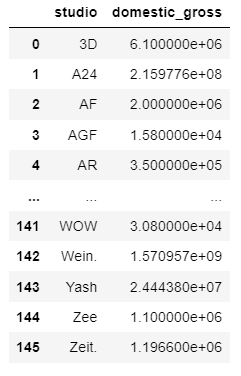 studio domestic_gross
0 3D 6.100000e+06
1 A24 2.159776e+08
2 AF 2.000000e+06
3 AGF 1.580000e+04
4 AR 3.500000e+05
... ... ...
141 WOW 3.080000e+04
142 Wein. 1.570957e+09
143 Yash 2.444380e+07
144 Zee 1.100000e+06
145 Zeit. 1.196600e+06